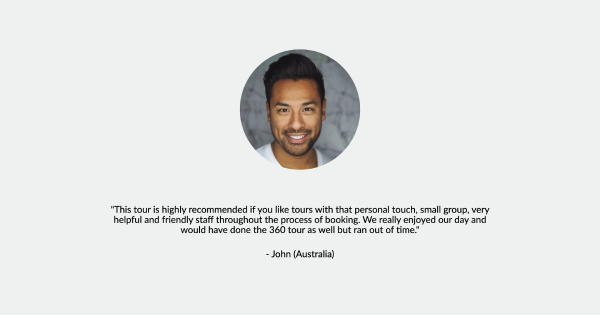 "This tour is highly recommended if you like tours with that personal touch, small group, very
helpful and friendly staff throughout the process of booking. We really enjoyed our day and
would have done the 360 tour as well but ran out of time."
- John (Australia)